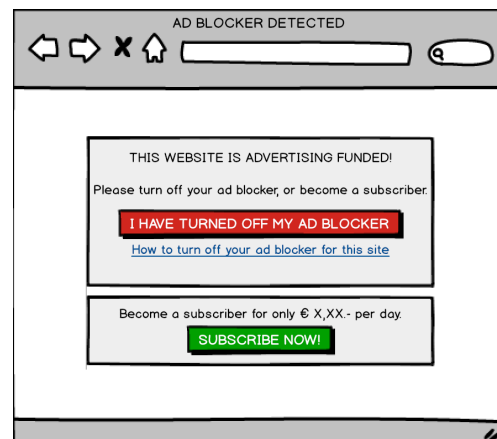 AD BLOCKER DETECTED
THIS WEBSITE IS ADVERTISING FUNDED!
Please turn off your ad blocker, or become a subscriber.
I HAVE TURNED OFF MY AD BLOCKER
How to turn off your ad blocker for this site
Become a subscriber for only € X,XX.- per day.
SUBSCRIBE NOW!